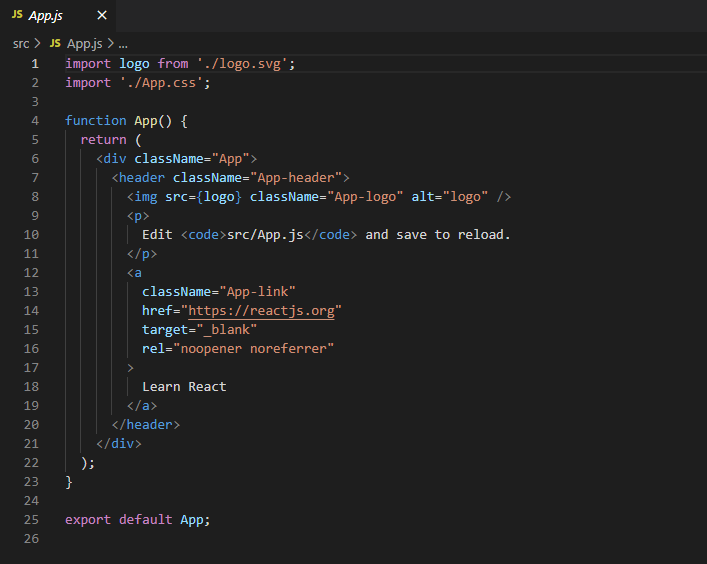 JS App.js ×
src > JS App.js > ...
1 import logo from './logo.svg';
2 import './App.css';
3
4 function App() {
5   return (
6     <div className="App">
7       <header className="App-header">
8         <img src={logo} className="App-logo" alt="logo" />
9         <p>
10           Edit <code>src/App.js</code> and save to reload.
11         </p>
12         <a
13           className="App-link"
14           href="https://reactjs.org"
15           target="_blank"
16           rel="noopener noreferrer"
17         >
18           Learn React
19         </a>
20       </header>
21     </div>
22   );
23 }
24
25 export default App;
26